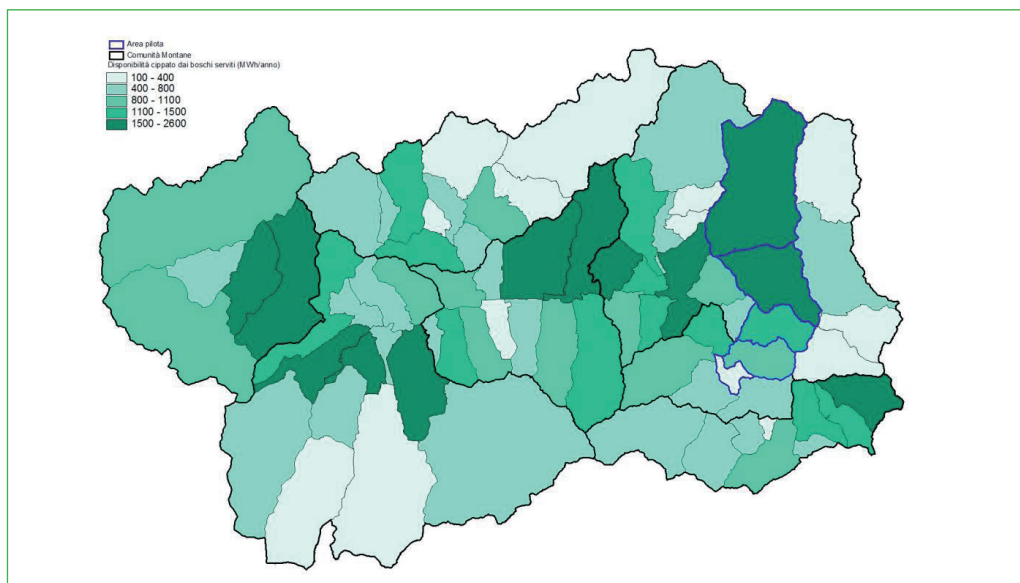 Area pilota
Comunità Montane
Disponibilità cippato dai boschi serviti (MWh/anno)
100 - 400
400 - 800
800 - 1100
1100 - 1500
1500 - 2600